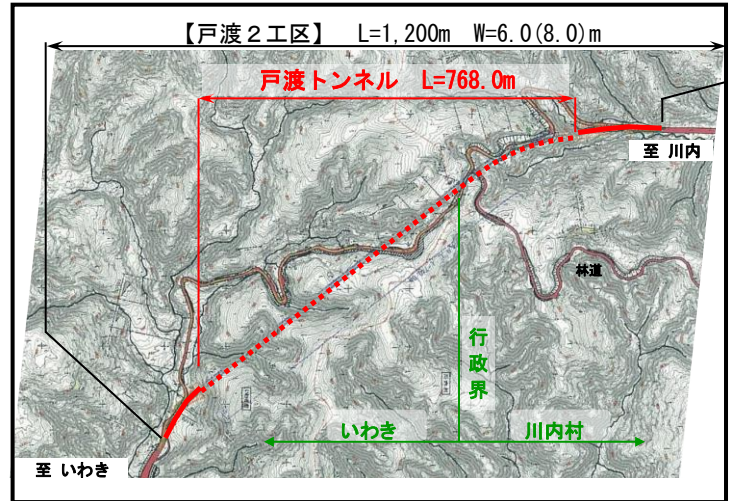 【戸渡２工区】 L=1,200m W=6.0(8.0)m
戸渡トンネル L=768.0m
至 川内
林道
行政界
いわき
川内村
至 いわき